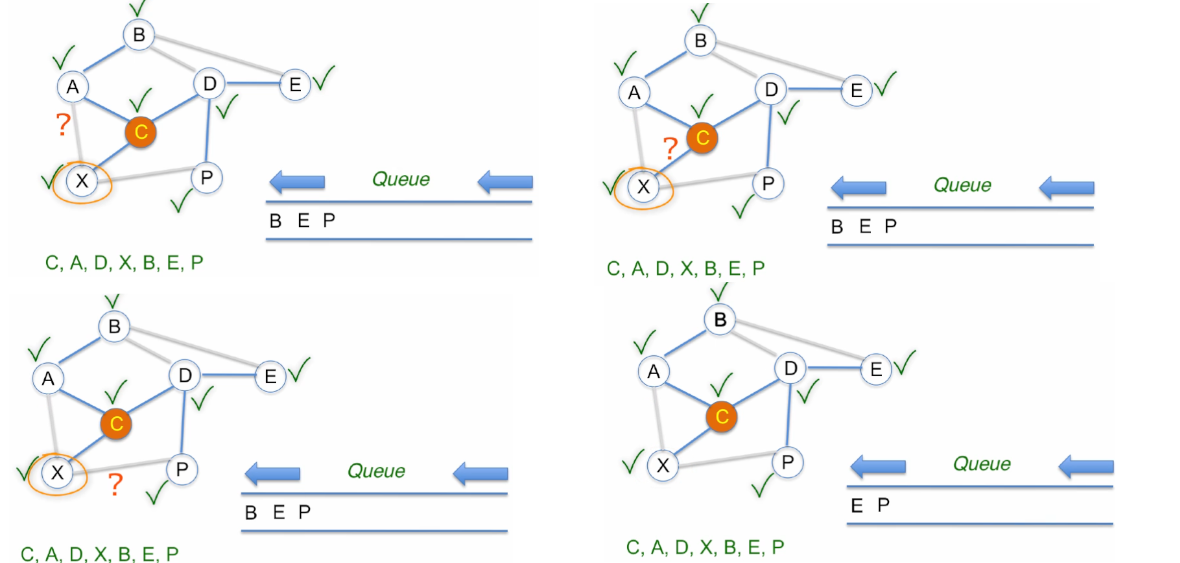 B
A
D
E
?
C
X
P
Queue
B E P
C, A, D, X, B, E, P
B
A
D
E
?
C
X
P
Queue
B E P
C, A, D, X, B, E, P
B
A
D
E
C
X
?
P
Queue
B E P
C, A, D, X, B, E, P
B
A
D
E
C
X
P
Queue
E P
C, A, D, X, B, E, P